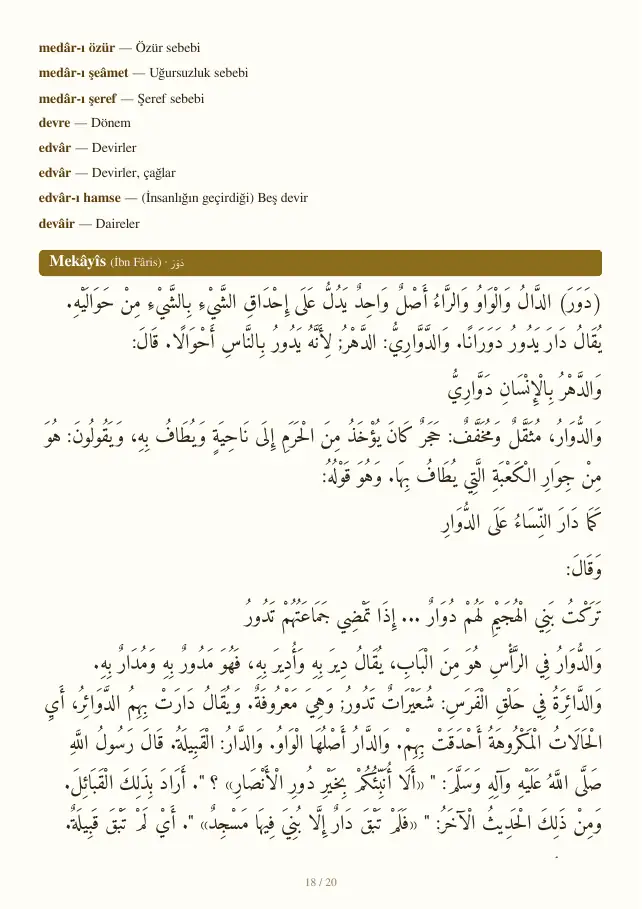 medâr-ı özür — Özür sebebi
medâr-ı şeâmet — Uğursuzluk sebebi
medâr-ı şeref — Şeref sebebi
devre — Dönem
edvâr — Devirler
edvâr — Devirler, çağlar
edvâr-ı hamse — (İnsanlığın geçirdiği) Beş devir
devâir — Daireler
Mekâyîs (İbn Fâris) · دَوَرَ
(دَوَرَ) الدَّالُ وَالْوَاوُ وَالرَّاءُ أَصْلٌ وَاحِدٌ يَدُلُّ عَلَى إِحْدَاقِ الشَّيْءِ بِالشَّيْءِ مِنْ حَوَالَيْهِ.
يُقَالُ دَارَ يَدُورُ دَوَرَانًا. وَالدَّوَّارِيُّ: الدَّهْرُ; لِأَنَّهُ يَدُورُ بِالنَّاسِ أَحْوَالًا. قَالَ:
وَالدَّهْرُ بِالْإِنْسَانِ دَوَّارِيُّ
وَالدُّوَارُ، مُثَقَّلٌ وَمُخَفَّفٌ: حَجَرٌ كَانَ يُؤْخَذُ مِنَ الْحَرَمِ إِلَى نَاحِيَةٍ وَيُطَافُ بِهِ، وَيَقُولُونَ: هُوَ
مِنْ جِوَارِ الْكَعْبَةِ الَّتِي يُطَافُ بِهَا. وَهُوَ قَوْلُهُ:
كَمَا دَارَ النِّسَاءُ عَلَى الدُّوَارِ
وَقَالَ:
تَرَكْتُ بَنِي الْهُجَيْمِ لَهُمْ دُوَارٌ ... إِذَا تَمْضِي جَمَاعَتُهُمْ تَدُورُ
وَالدُّوَارُ فِي الرَّأْسِ هُوَ مِنَ الْبَابِ، يُقَالُ دِيرَ بِهِ وَأُدِيرَ بِهِ، فَهُوَ مَدُورٌ بِهِ وَمُدَارٌ بِهِ.
وَالدَّائِرَةُ فِي حَلْقِ الْفَرَسِ: شُعَيْرَاتٌ تَدُورُ; وَهِيَ مَعْرُوفَةٌ. وَيُقَالُ دَارَتْ بِهِمُ الدَّوَائِرُ، أَيِ
الْحَالَاتُ الْمَكْرُوهَةُ أَحْدَقَتْ بِهِمْ. وَالدَّارُ أَصْلُهَا الْوَاوُ. وَالدَّارُ: الْقَبِيلَةُ. قَالَ رَسُولُ اللَّهِ
صَلَّى اللَّهُ عَلَيْهِ وَآلِهِ وَسَلَّمَ: " «أَلَا أُنَبِّئُكُمْ بِخَيْرِ دُورِ الْأَنْصَارِ» ؟ ". أَرَادَ بِذَلِكَ الْقَبَائِلَ.
وَمِنْ ذَلِكَ الْحَدِيثُ الْآخَرُ: " «فَلَمْ تَبْقَ دَارٌ إِلَّا بُنِيَ فِيهَا مَسْجِدٌ» ". أَيْ لَمْ تَبْقَ قَبِيلَةٌ.
18 / 20